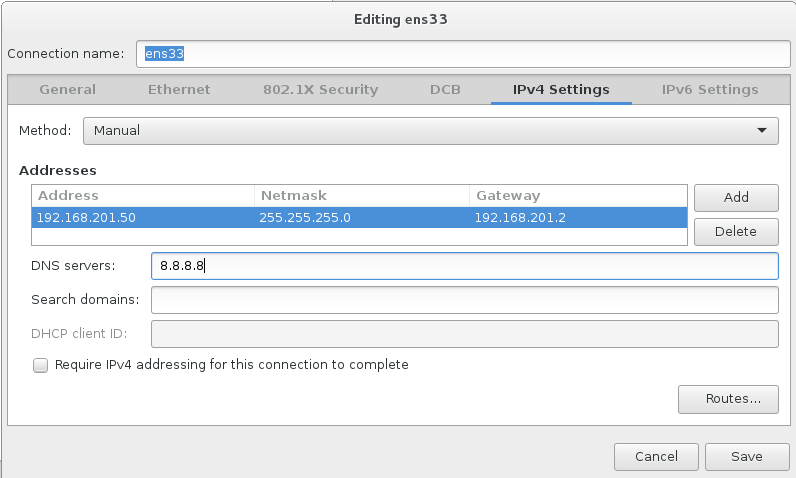 Editing ens33
Connection name: ens33
General Ethernet 802.1X Security DCB IPv4 Settings IPv6 Settings
Method: Manual
Addresses
Address Netmask Gateway
192.168.201.50 255.255.255.0 192.168.201.2
Add
Delete
DNS servers: 8.8.8.8
Search domains:
DHCP client ID:
Require IPv4 addressing for this connection to complete
Routes...
Cancel Save